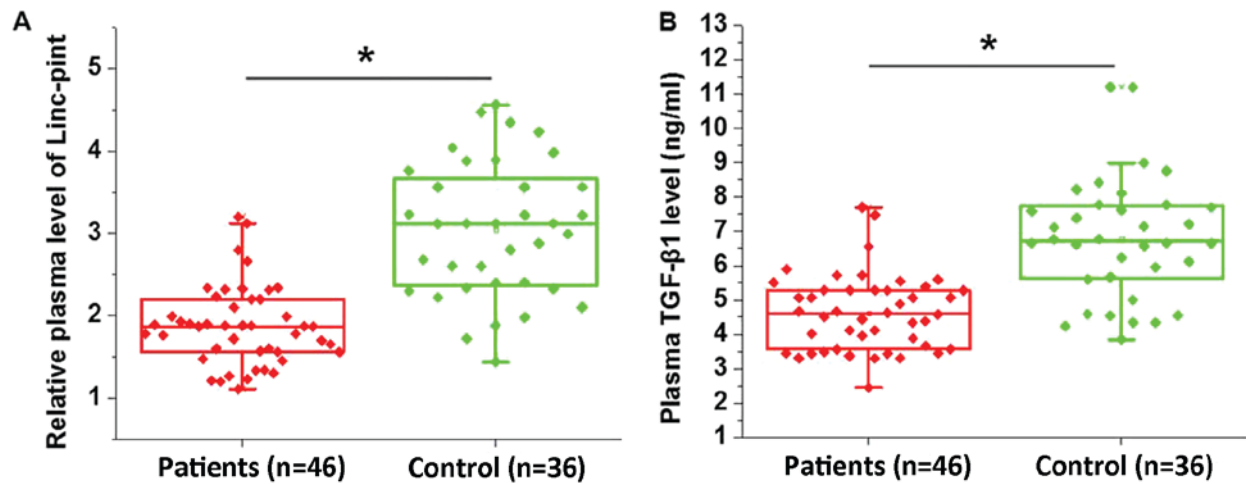 A
Relative plasma level of Linc-pint
5
4
3
2
1
*
Patients (n=46)
Control (n=36)
B
Plasma TGF-β1 level (ng/ml)
13
12
11
10
9
8
7
6
5
4
3
2
1
*
Patients (n=46)
Control (n=36)